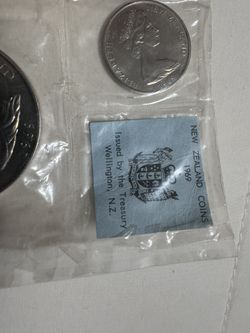 NEW ZEALAND COINS
1969
Issued by the Treasury
Wellington, N.Z.